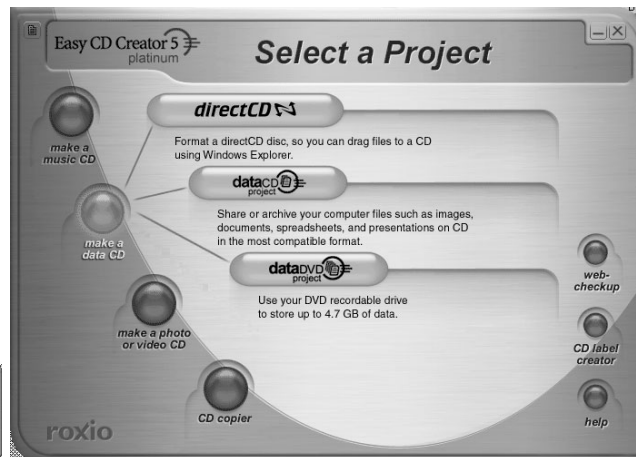 Easy CD Creator 5
platinum
Select a Project
make a
music CD
directCD
Format a directCD disc, so you can drag files to a CD
using Windows Explorer.
make a
data CD
dataCD
project
Share or archive your computer files such as images,
documents, spreadsheets, and presentations on CD
in the most compatible format.
dataDVD
project
Use your DVD recordable drive
to store up to 4.7 GB of data.
make a photo
or video CD
CD copier
web-
checkup
CD label
creator
help
roxio